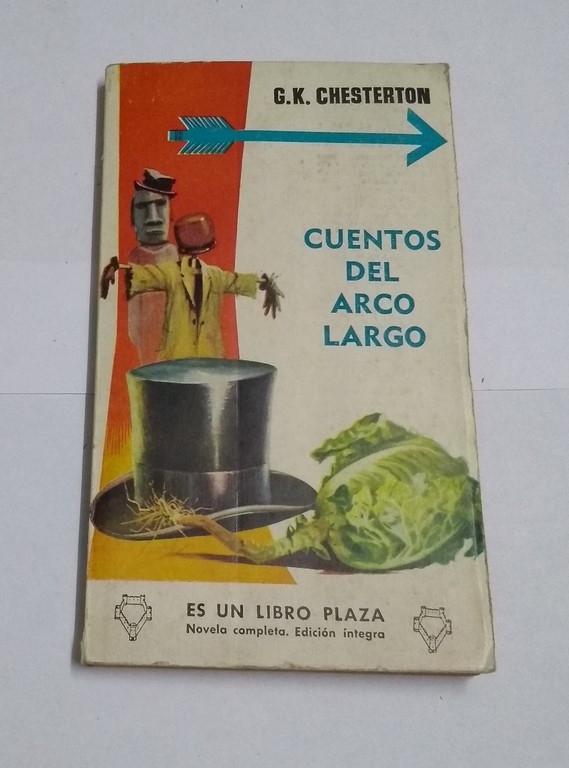 G.K. CHESTERTON
CUENTOS
DEL
ARCO
LARGO
ES UN LIBRO PLAZA
Novela completa. Edición íntegra